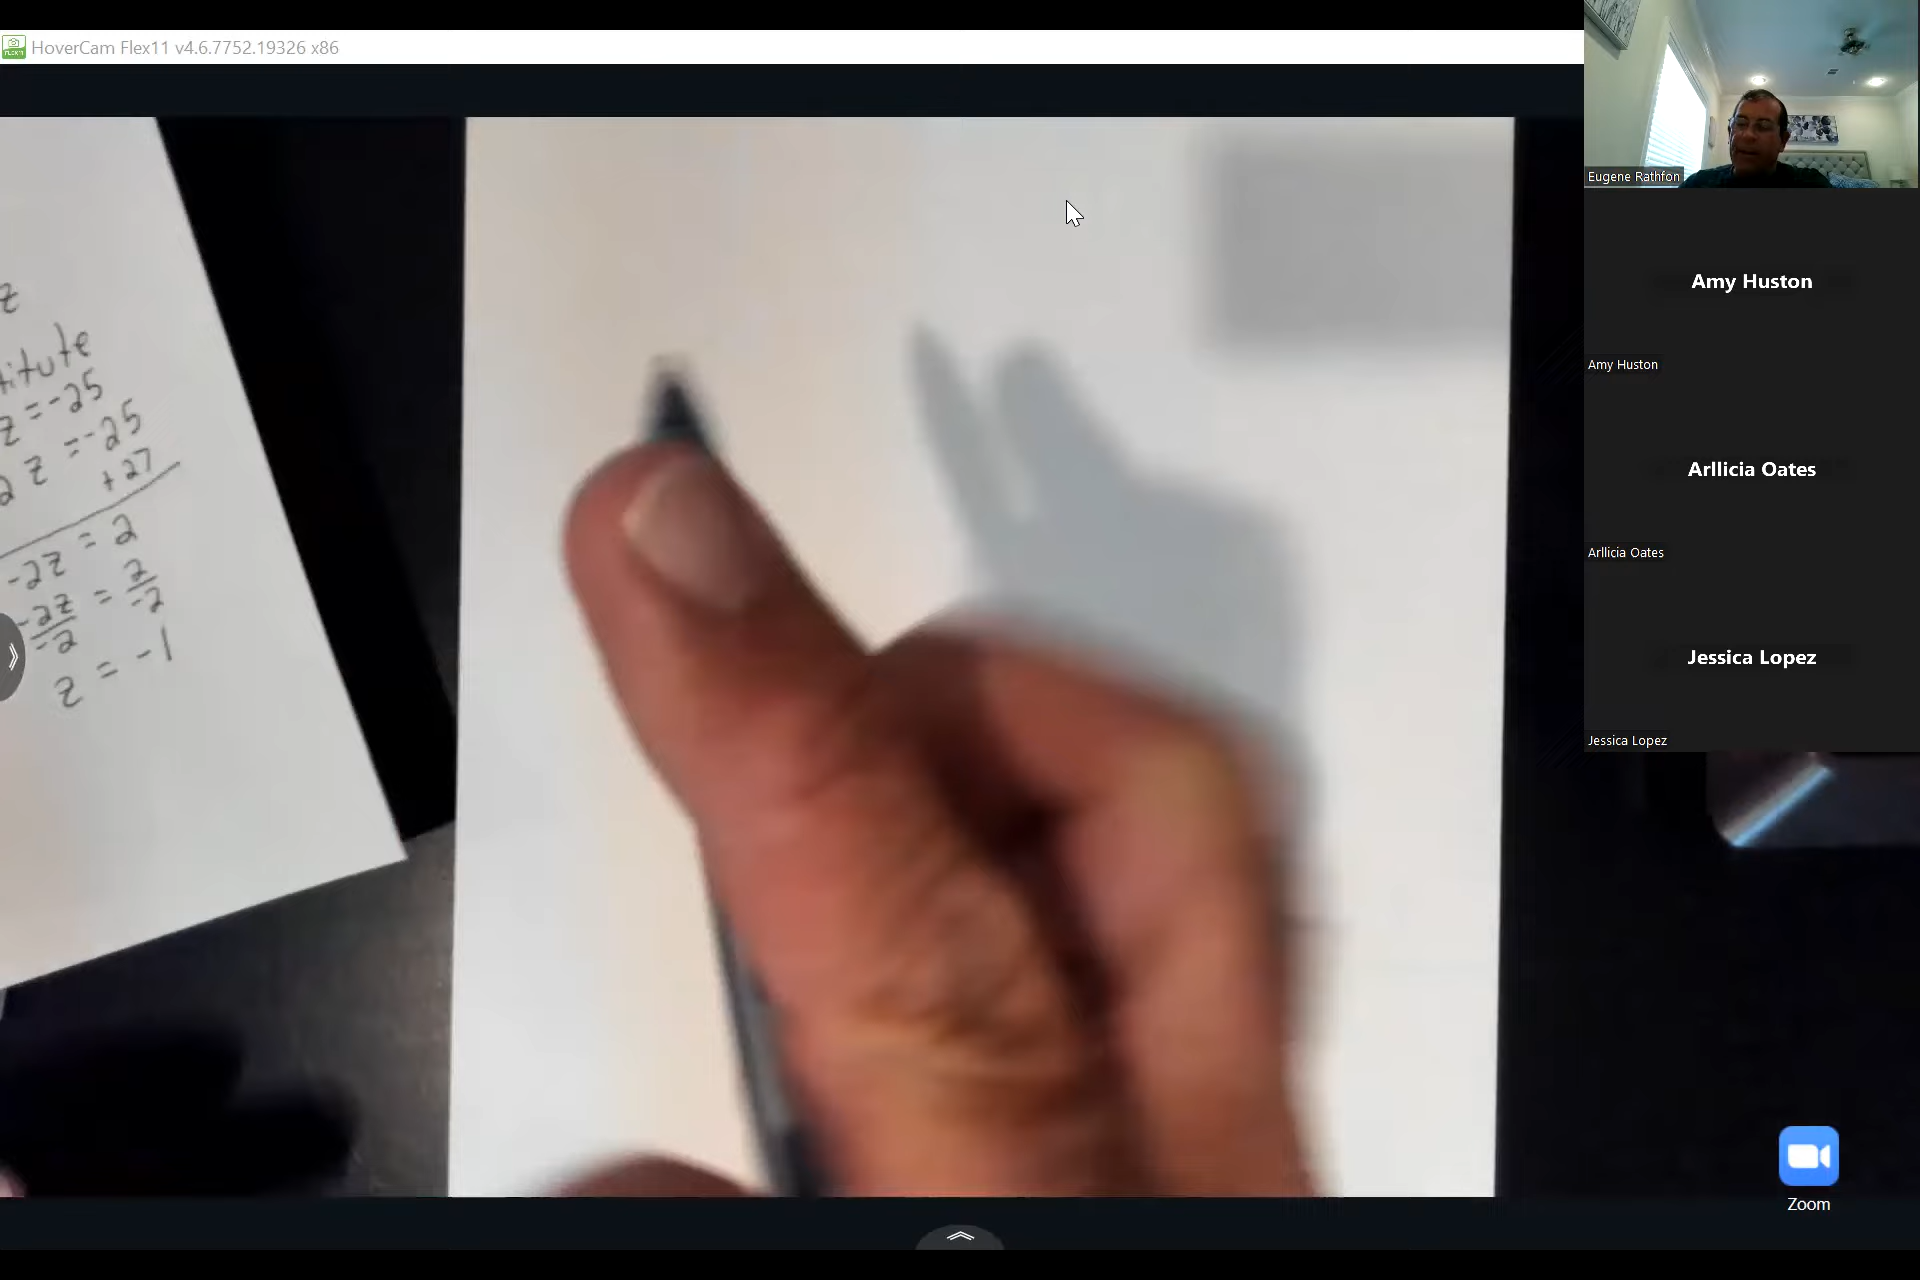 HoverCam Flex11 v4.6.7752.19326 x86
z
titute
z = -25
2 z = -25
+ 27
-2z = 2
-2z/-2 = 2/-2
z = -1
Eugene Rathfon
Amy Huston
Amy Huston
Arllicia Oates
Arllicia Oates
Jessica Lopez
Jessica Lopez
Zoom